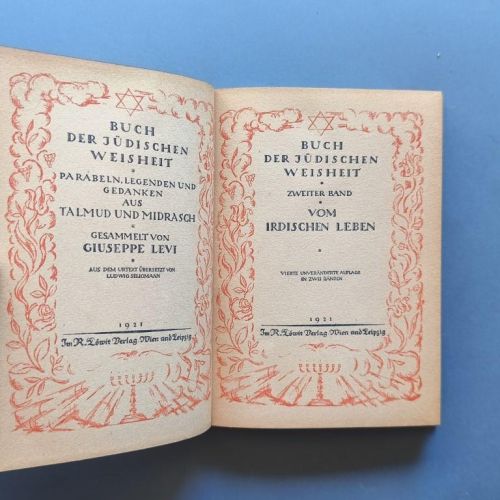 BUCH
DER JÜDISCHEN
WEISHEIT
PARABELN, LEGENDEN UND
GEDANKEN
AUS
TALMUD UND MIDRASCH
GESAMMELT VON
GIUSEPPE LEVI
AUS DEM URTEXT ÜBERSETZT VON
LUDWIG SELIGMANN
1921
Im R. Löwit Verlag · Wien und Leipzig
BUCH
DER JÜDISCHEN
WEISHEIT
ZWEITER BAND
VOM
IRDISCHEN LEBEN
VIERTE UNVERÄNDERTE AUFLAGE
IN ZWEI BÄNDEN
1921
Im R. Löwit Verlag Wien und Leipzig